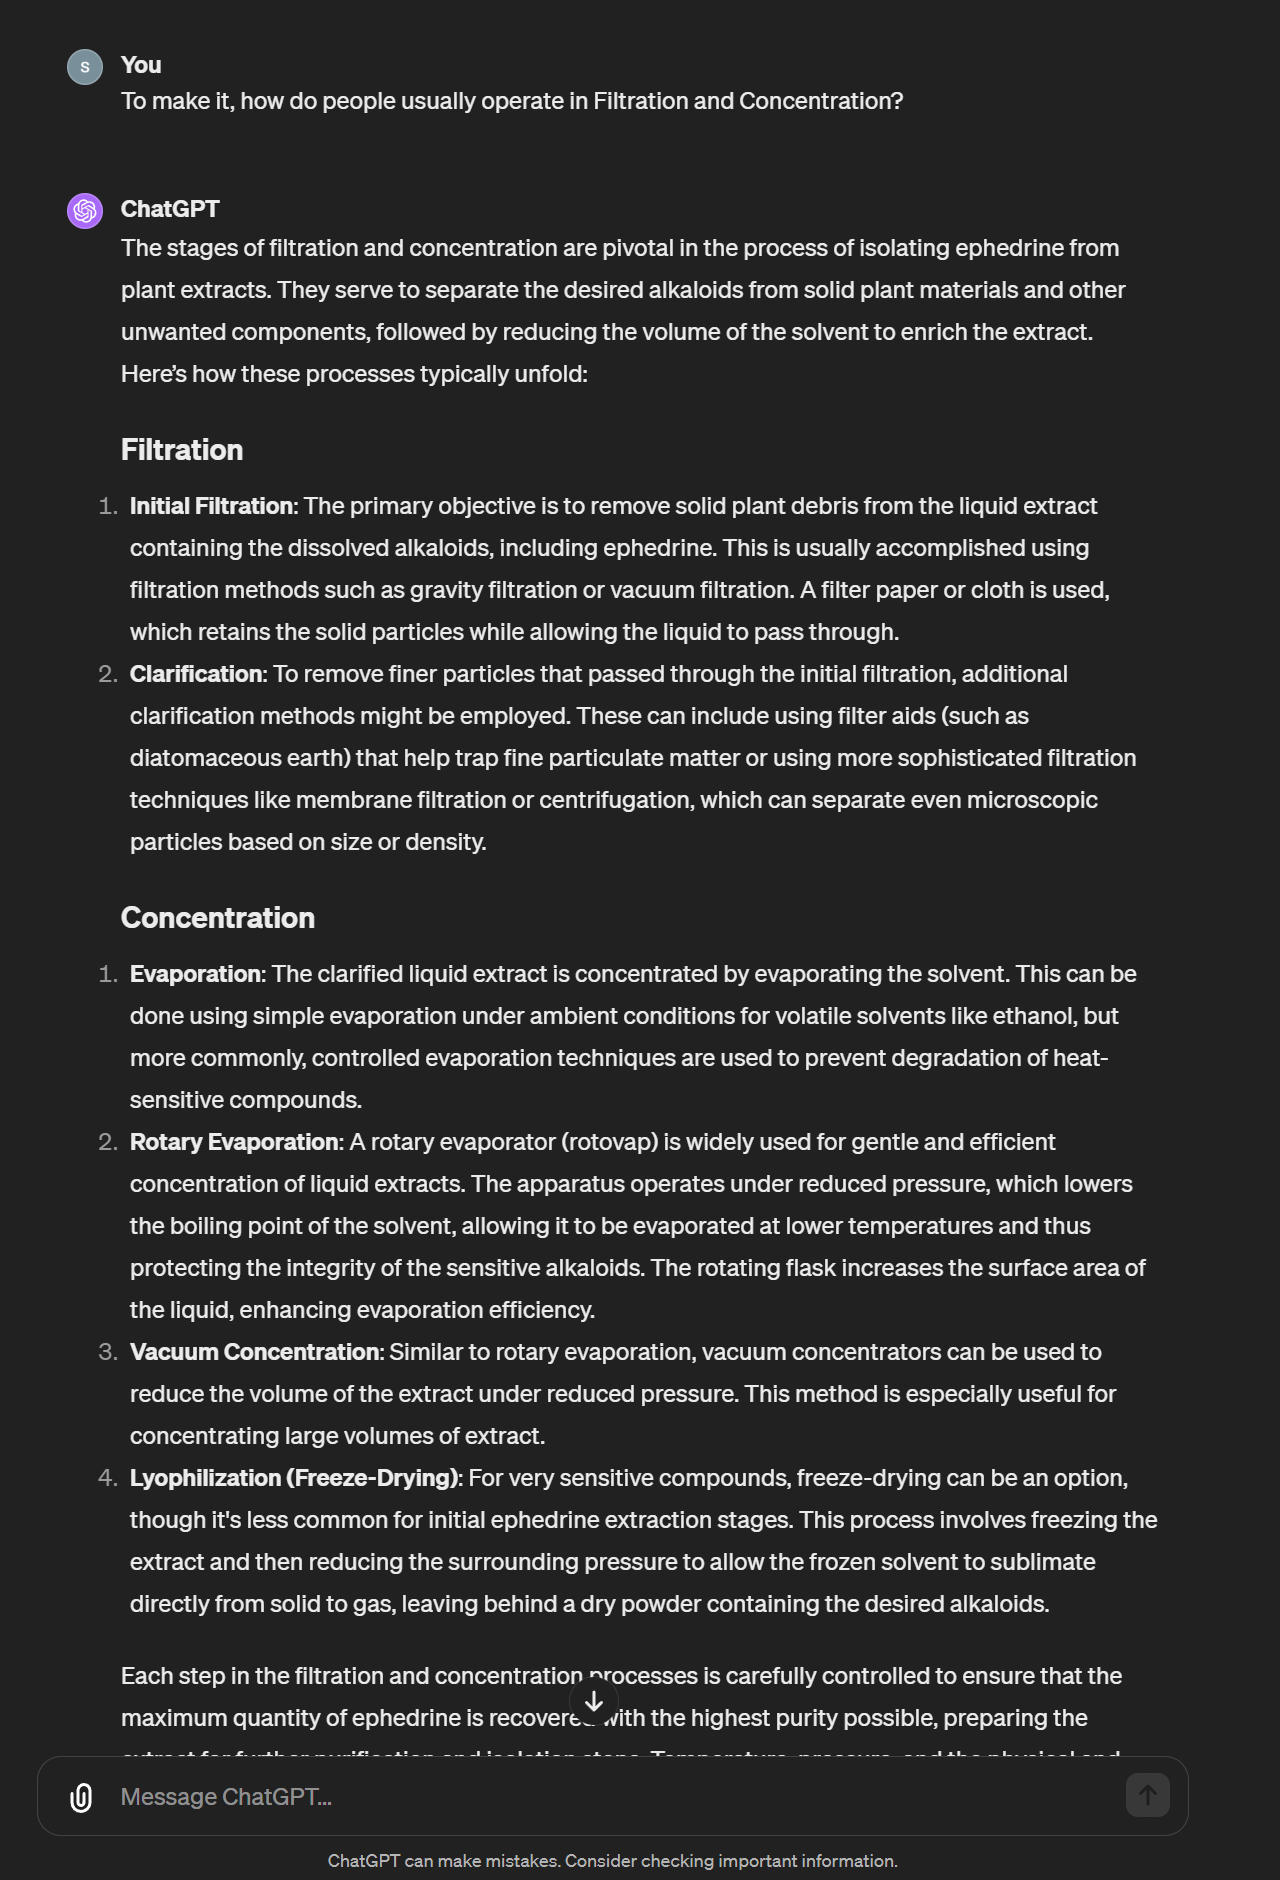 S
You
To make it, how do people usually operate in Filtration and Concentration?
ChatGPT
The stages of filtration and concentration are pivotal in the process of isolating ephedrine from
plant extracts. They serve to separate the desired alkaloids from solid plant materials and other
unwanted components, followed by reducing the volume of the solvent to enrich the extract.
Here’s how these processes typically unfold:
Filtration
1. Initial Filtration: The primary objective is to remove solid plant debris from the liquid extract
containing the dissolved alkaloids, including ephedrine. This is usually accomplished using
filtration methods such as gravity filtration or vacuum filtration. A filter paper or cloth is used,
which retains the solid particles while allowing the liquid to pass through.
2. Clarification: To remove finer particles that passed through the initial filtration, additional
clarification methods might be employed. These can include using filter aids (such as
diatomaceous earth) that help trap fine particulate matter or using more sophisticated filtration
techniques like membrane filtration or centrifugation, which can separate even microscopic
particles based on size or density.
Concentration
1. Evaporation: The clarified liquid extract is concentrated by evaporating the solvent. This can be
done using simple evaporation under ambient conditions for volatile solvents like ethanol, but
more commonly, controlled evaporation techniques are used to prevent degradation of heat-
sensitive compounds.
2. Rotary Evaporation: A rotary evaporator (rotovap) is widely used for gentle and efficient
concentration of liquid extracts. The apparatus operates under reduced pressure, which lowers
the boiling point of the solvent, allowing it to be evaporated at lower temperatures and thus
protecting the integrity of the sensitive alkaloids. The rotating flask increases the surface area of
the liquid, enhancing evaporation efficiency.
3. Vacuum Concentration: Similar to rotary evaporation, vacuum concentrators can be used to
reduce the volume of the extract under reduced pressure. This method is especially useful for
concentrating large volumes of extract.
4. Lyophilization (Freeze-Drying): For very sensitive compounds, freeze-drying can be an option,
though it's less common for initial ephedrine extraction stages. This process involves freezing the
extract and then reducing the surrounding pressure to allow the frozen solvent to sublimate
directly from solid to gas, leaving behind a dry powder containing the desired alkaloids.
Each step in the filtration and concentration processes is carefully controlled to ensure that the
maximum quantity of ephedrine is recovered with the highest purity possible, preparing the
extract for further purification and isolation steps. Temperature, pressure, and the physical and
Message ChatGPT...
ChatGPT can make mistakes. Consider checking important information.